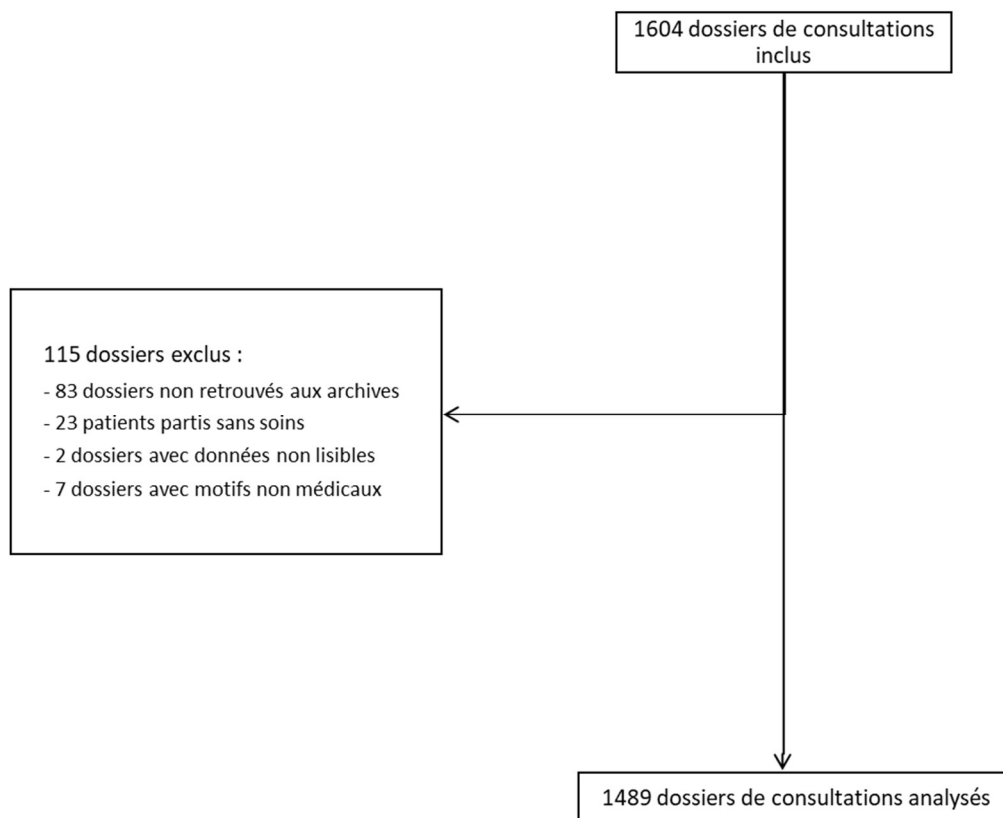 1604 dossiers de consultations
inclus
115 dossiers exclus :
- 83 dossiers non retrouvés aux archives
- 23 patients partis sans soins
- 2 dossiers avec données non lisibles
- 7 dossiers avec motifs non médicaux
1489 dossiers de consultations analysés